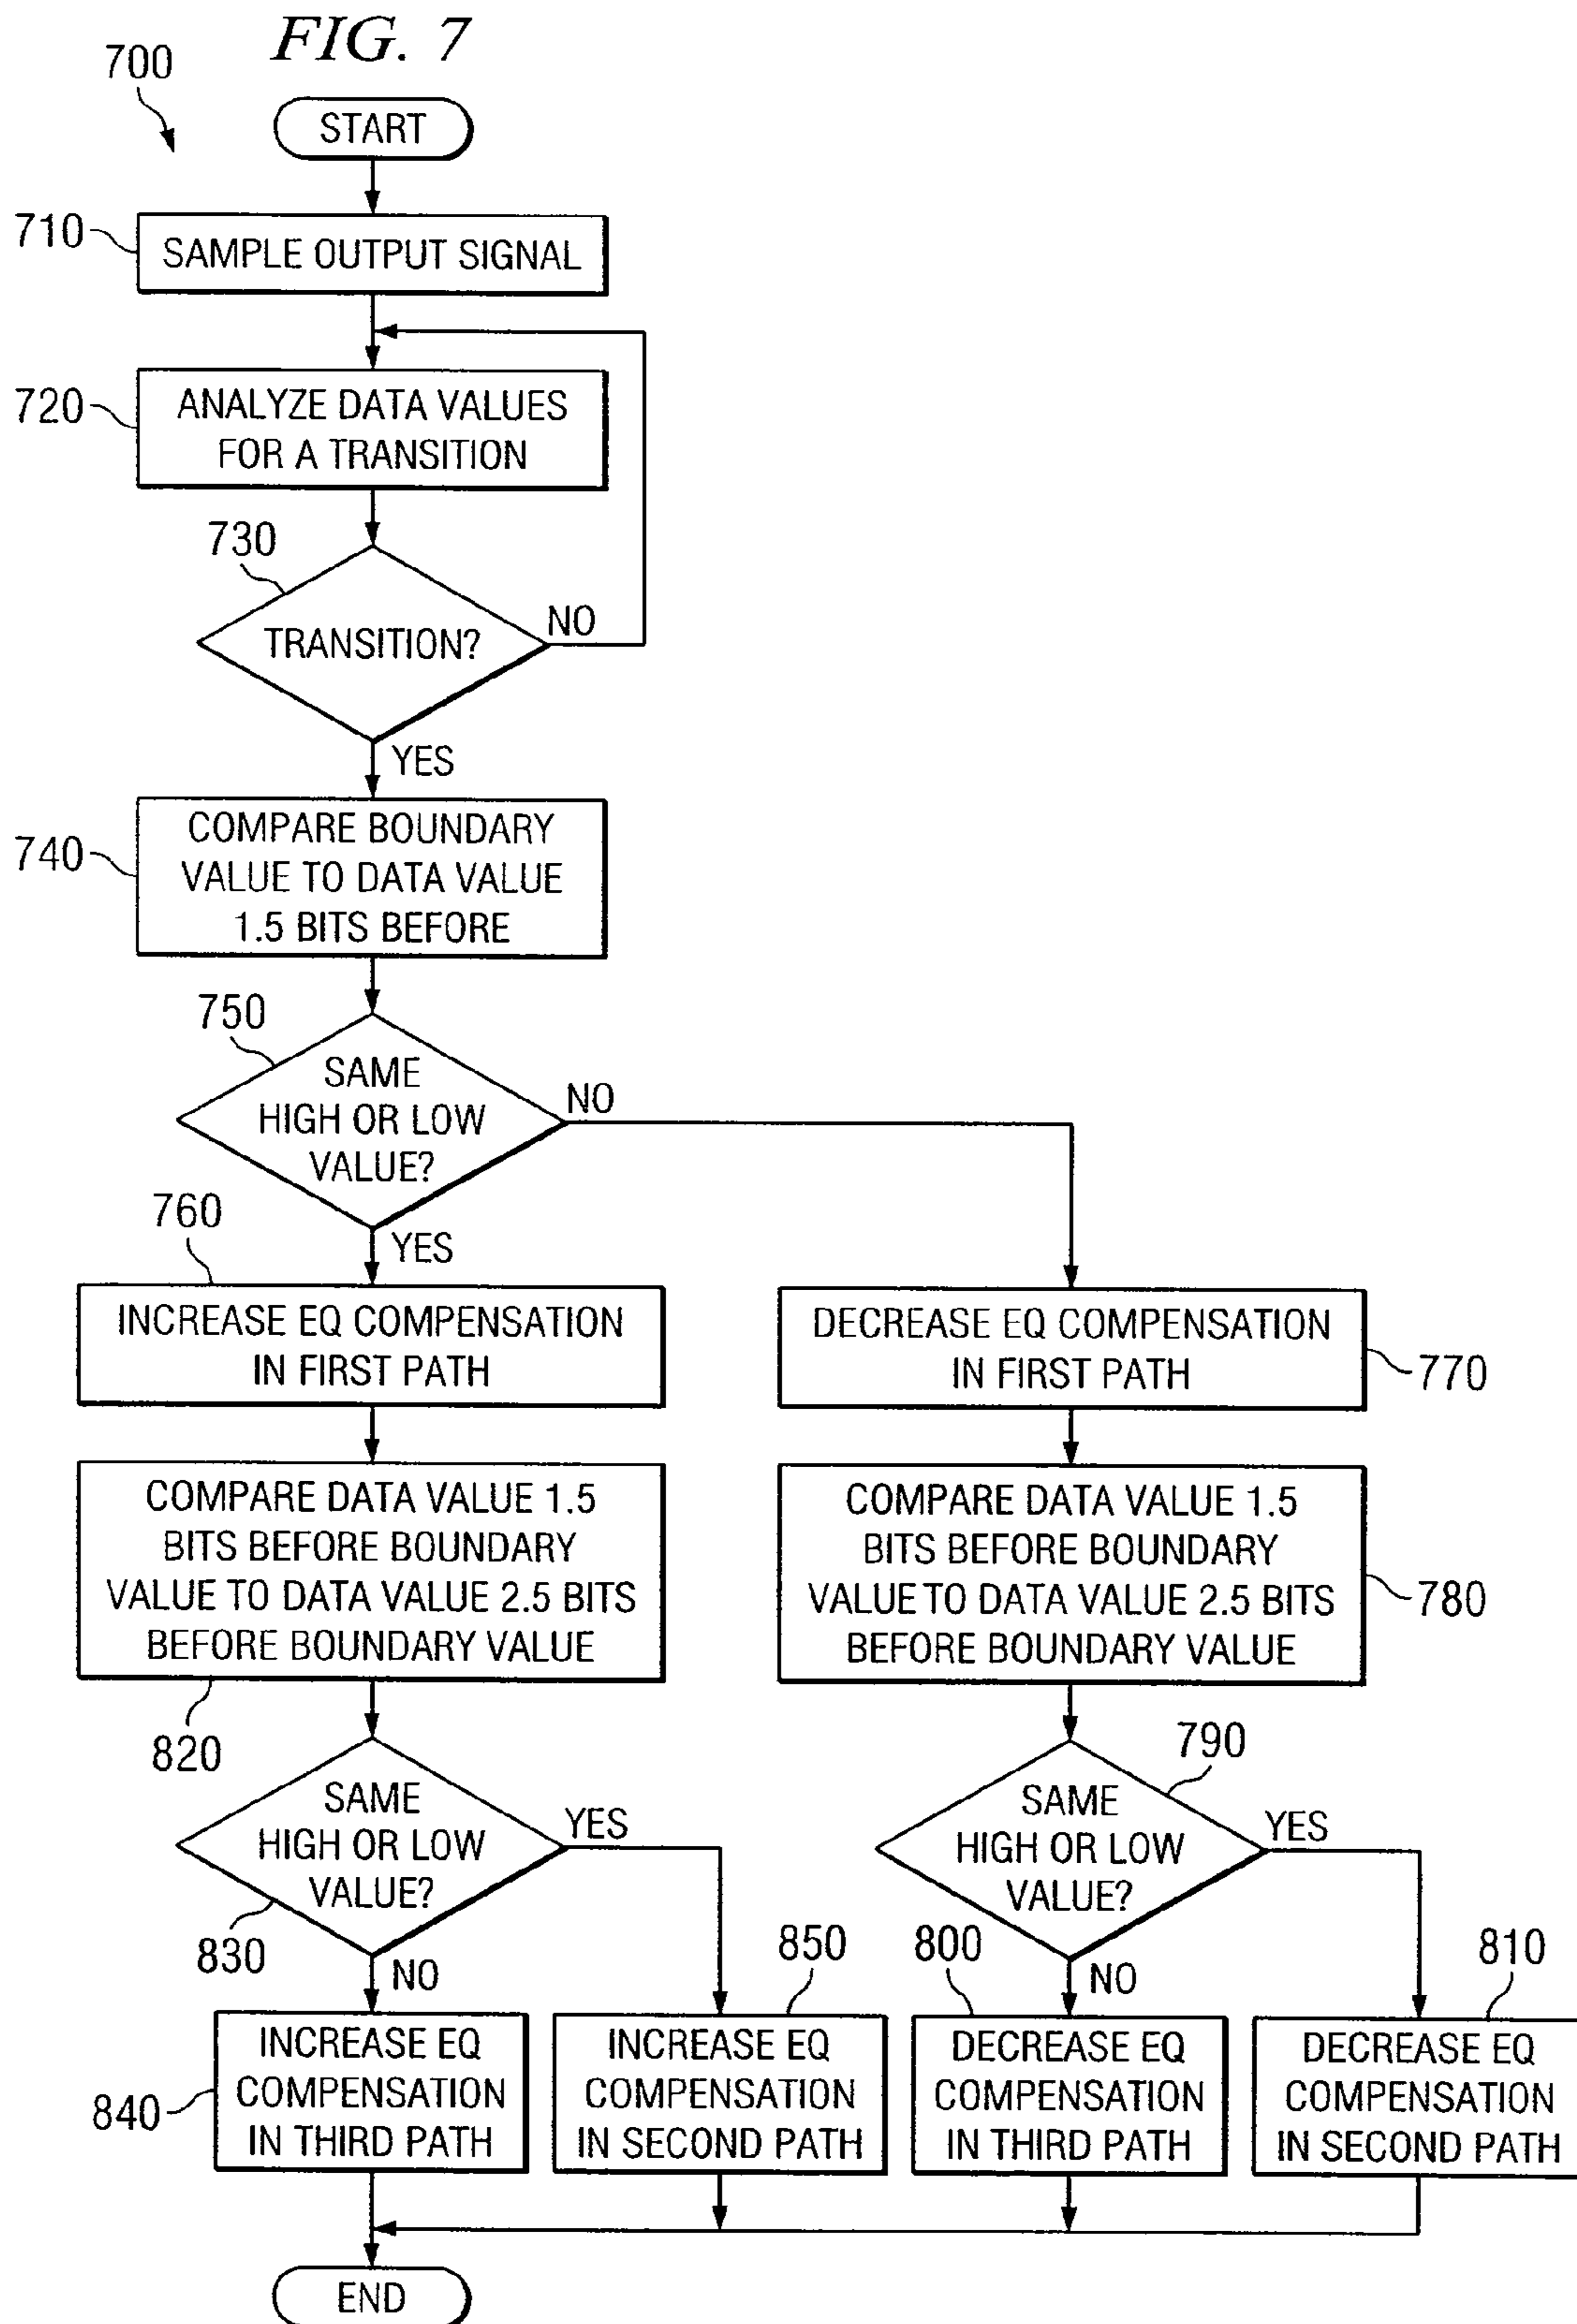 FIG. 7
700
START
710
SAMPLE OUTPUT SIGNAL
720
ANALYZE DATA VALUES
FOR A TRANSITION
730
TRANSITION?
NO
YES
740
COMPARE BOUNDARY
VALUE TO DATA VALUE
1.5 BITS BEFORE
750
SAME
HIGH OR LOW
VALUE?
NO
YES
760
INCREASE EQ COMPENSATION
IN FIRST PATH
DECREASE EQ COMPENSATION
IN FIRST PATH
770
COMPARE DATA VALUE 1.5
BITS BEFORE BOUNDARY
VALUE TO DATA VALUE 2.5 BITS
BEFORE BOUNDARY VALUE
820
COMPARE DATA VALUE 1.5
BITS BEFORE BOUNDARY
VALUE TO DATA VALUE 2.5 BITS
BEFORE BOUNDARY VALUE
780
SAME
HIGH OR LOW
VALUE?
830
YES
NO
790
SAME
HIGH OR LOW
VALUE?
YES
NO
840
INCREASE EQ
COMPENSATION
IN THIRD PATH
850
INCREASE EQ
COMPENSATION
IN SECOND PATH
800
DECREASE EQ
COMPENSATION
IN THIRD PATH
810
DECREASE EQ
COMPENSATION
IN SECOND PATH
END